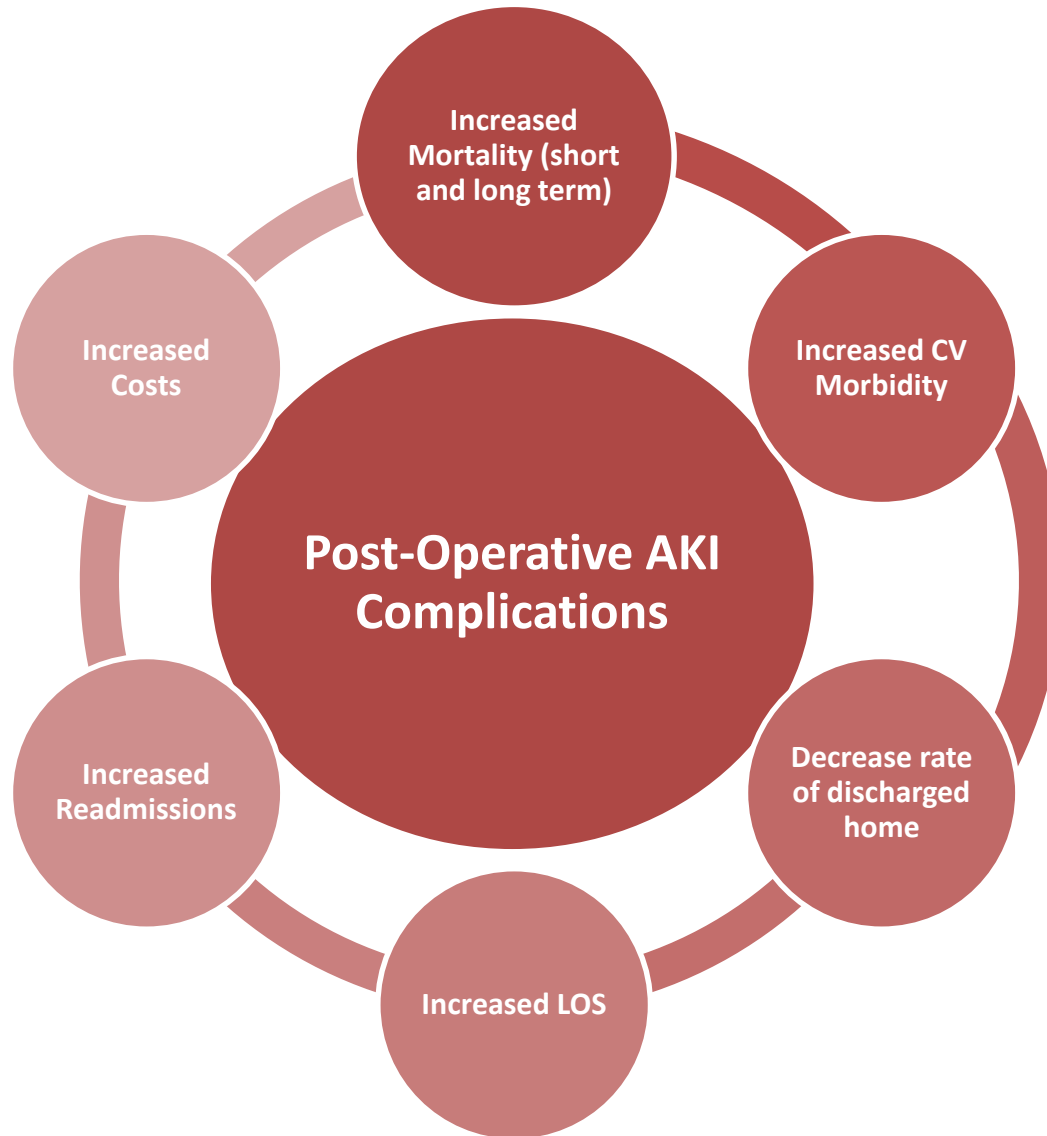 Increased
Mortality (short
and long term)
Increased CV
Morbidity
Decrease rate
of discharged
home
Increased LOS
Increased
Readmissions
Increased
Costs
Post-Operative AKI
Complications